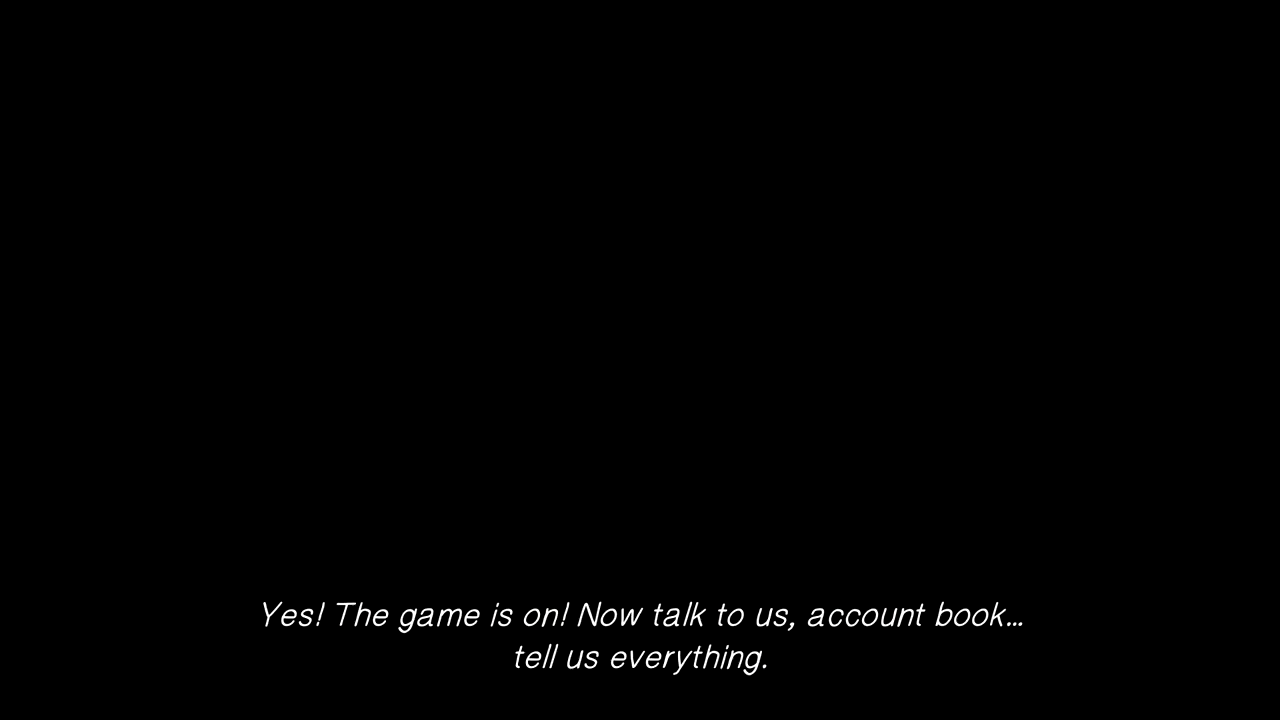 Yes! The game is on! Now talk to us, account book...
tell us everything.